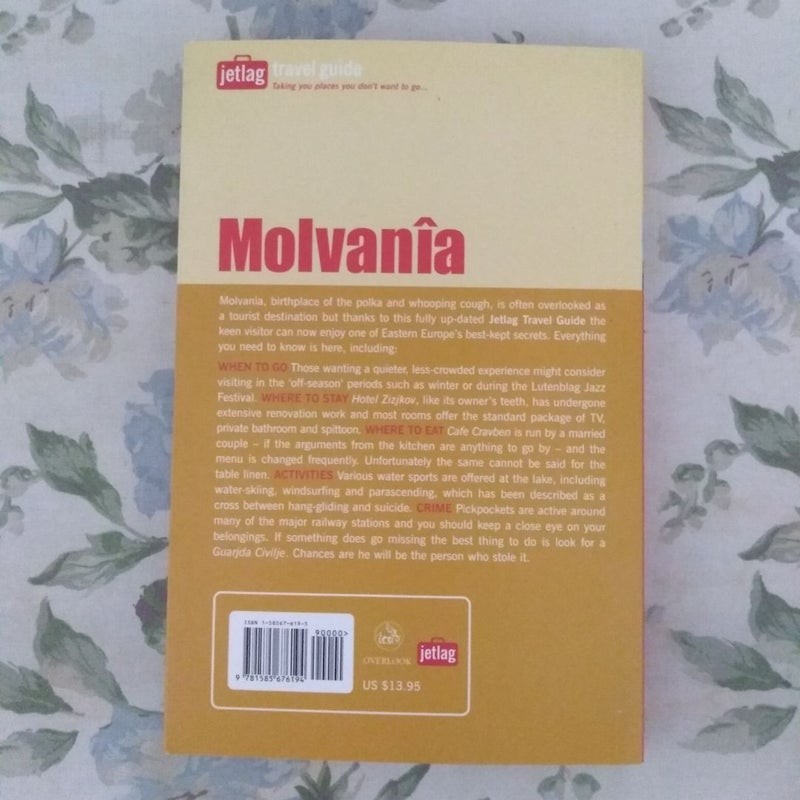 jetlag travel guide
Taking you places you don't want to go...
Molvanîa
Molvania, birthplace of the polka and whooping cough, is often overlooked as
a tourist destination but thanks to this fully up-dated Jetlag Travel Guide the
keen visitor can now enjoy one of Eastern Europe's best-kept secrets. Everything
you need to know is here, including:
WHEN TO GO Those wanting a quieter, less-crowded experience might consider
visiting in the 'off-season' periods such as winter or during the Lutenblag Jazz
Festival. WHERE TO STAY Hotel Zizjkov, like its owner's teeth, has undergone
extensive renovation work and most rooms offer the standard package of TV,
private bathroom and spittoon. WHERE TO EAT Cafe Cravben is run by a married
couple – if the arguments from the kitchen are anything to go by – and the
menu is changed frequently. Unfortunately the same cannot be said for the
table linen. ACTIVITIES Various water sports are offered at the lake, including
water-skiing, windsurfing and parascending, which has been described as a
cross between hang-gliding and suicide. CRIME Pickpockets are active around
many of the major railway stations and you should keep a close eye on your
belongings. If something does go missing the best thing to do is look for a
Guarjda Civilje. Chances are he will be the person who stole it.
ISBN 1-58567-619-5
90000>
9 781585 676194
OVERLOOK
jetlag
US $13.95